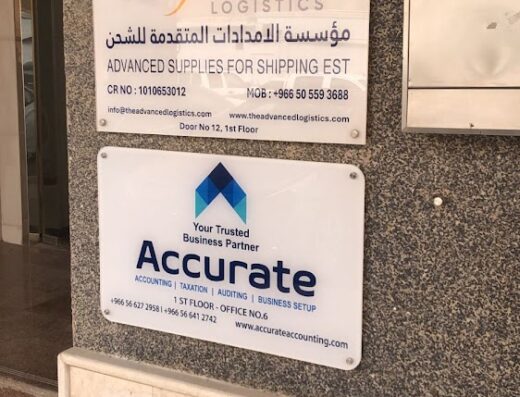 LOGISTICS
مؤسسة الامدادات المتقدمة للشحن
ADVANCED SUPPLIES FOR SHIPPING EST
CR NO : 1010653012 MOB : +966 50 559 3688
info@theadvancedlogistics.com www.theadvancedlogistics.com
Door No 12, 1st Floor
Your Trusted
Business Partner
Accurate
ACCOUNTING | TAXATION | AUDITING | BUSINESS SETUP
1 ST FLOOR - OFFICE NO.6
+966 56 627 2958 | +966 56 641 2742
www.accurateaccounting.com